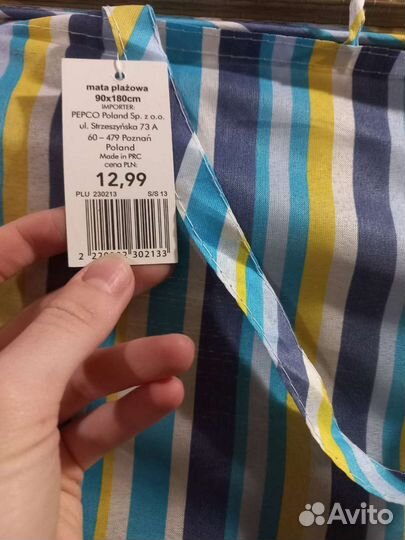 mata plażowa
90x180cm
IMPORTER:
PEPCO Poland Sp. z o.o.
ul. Strzeszyńska 73 A
60 – 479 Poznań
Poland
Made in PRC
cena PLN:
12,99
PLU 230213 S/S 13
302133
Avito